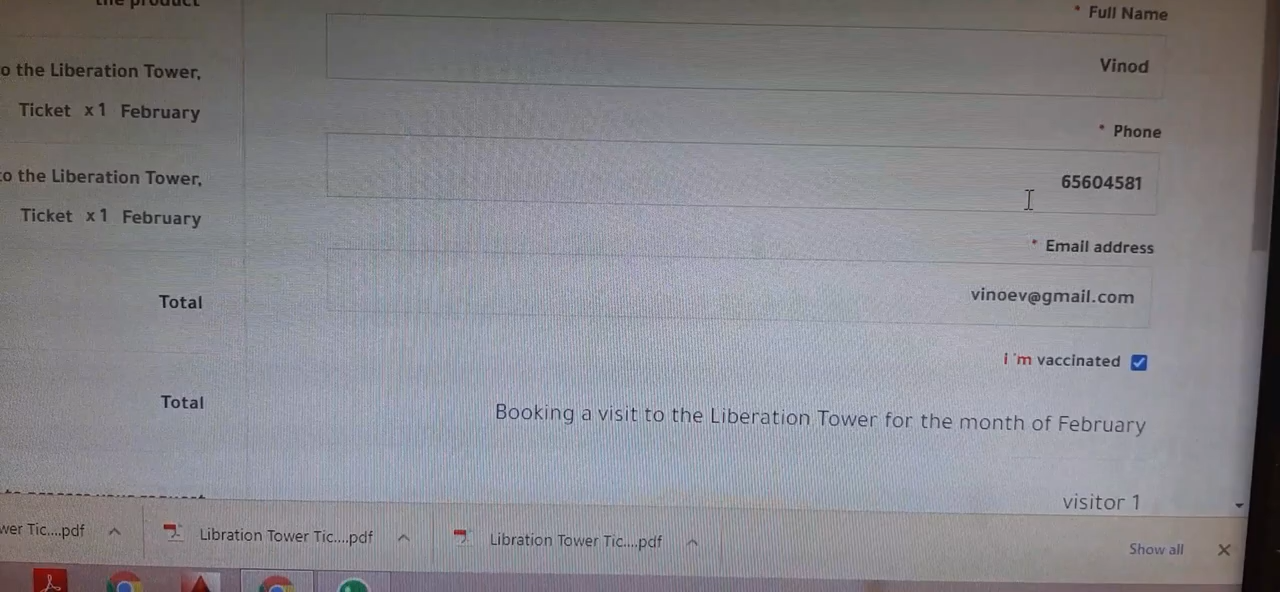 the product
o the Liberation Tower,
Ticket x 1 February
to the Liberation Tower,
Ticket x 1 February
Total
Total
* Full Name
Vinod
* Phone
65604581
* Email address
vinoev@gmail.com
i 'm vaccinated
Booking a visit to the Liberation Tower for the month of February
visitor 1
wer Tic....pdf
Libration Tower Tic....pdf
Libration Tower Tic....pdf
Show all